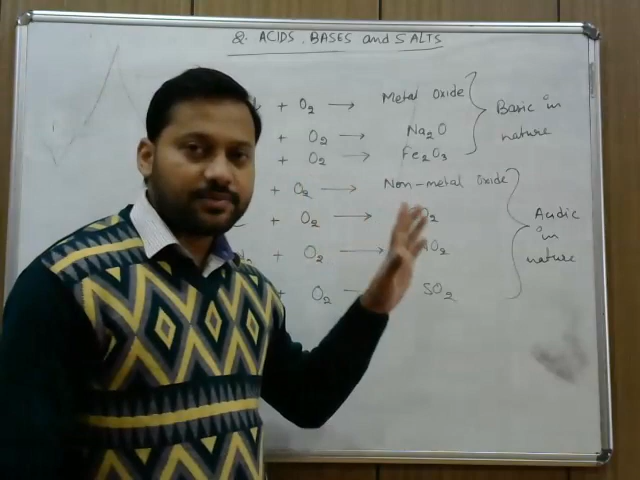 2. ACIDS, BASES and SALTS
+ O₂ → Metal Oxide
+ O₂ → Na₂O
+ O₂ → Fe₂O₃
Basic in
nature
+ O₂ → Non-metal Oxide
+ O₂ →
+ O₂ →
+ O₂ SO₂
Acidic
in
nature